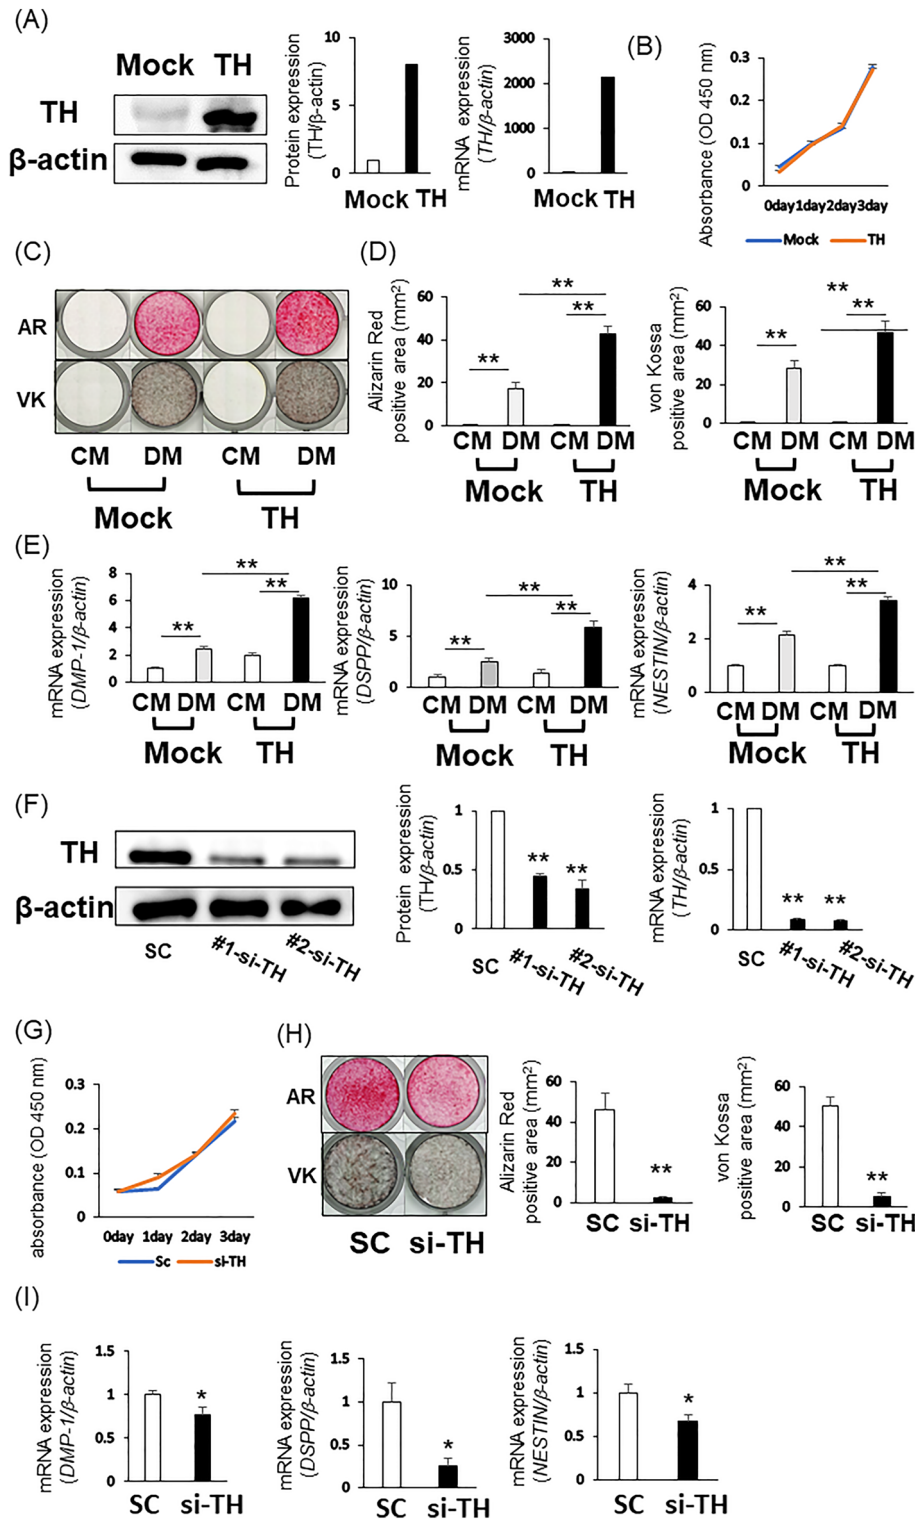 (A)
Mock TH
TH
β-actin
Protein expression
(TH/β-actin)
10
5
0
Mock TH
mRNA expression
(TH/β-actin)
3000
2000
1000
0
Mock TH
(B)
Absorbance (OD 450 nm)
0.3
0.2
0.1
0
0day 1day 2day 3day
Mock TH
(C)
AR
VK
CM DM CM DM
Mock TH
(D)
Alizarin Red
positive area (mm²)
60
40
20
0
** ** **
CM DM CM DM
Mock TH
von Kossa
positive area (mm²)
60
40
20
0
** ** **
CM DM CM DM
Mock TH
(E)
mRNA expression
(DMP-1/β-actin)
8
6
4
2
0
** ** **
CM DM CM DM
Mock TH
mRNA expression
(DSPP/β-actin)
10
5
0
** ** **
CM DM CM DM
Mock TH
mRNA expression
(NESTIN/β-actin)
4
2
0
** ** **
CM DM CM DM
Mock TH
(F)
TH
β-actin
SC #1-si-TH #2-si-TH
Protein expression
(TH/β-actin)
1
0.5
0
** **
SC #1-si-TH #2-si-TH
mRNA expression
(TH/β-actin)
1
0.5
0
** **
SC #1-si-TH #2-si-TH
(G)
absorbance (OD 450 nm)
0.3
0.2
0.1
0
0day 1day 2day 3day
Sc si-TH
(H)
AR
VK
SC si-TH
Alizarin Red
positive area (mm²)
60
40
20
0
**
SC si-TH
von Kossa
positive area (mm²)
60
40
20
0
**
SC si-TH
(I)
mRNA expression
(DMP-1/β-actin)
1.5
1
0.5
0
*
SC si-TH
mRNA expression
(DSPP/β-actin)
1.5
1
0.5
0
*
SC si-TH
mRNA expression
(NESTIN/β-actin)
1.5
1
0.5
0
*
SC si-TH